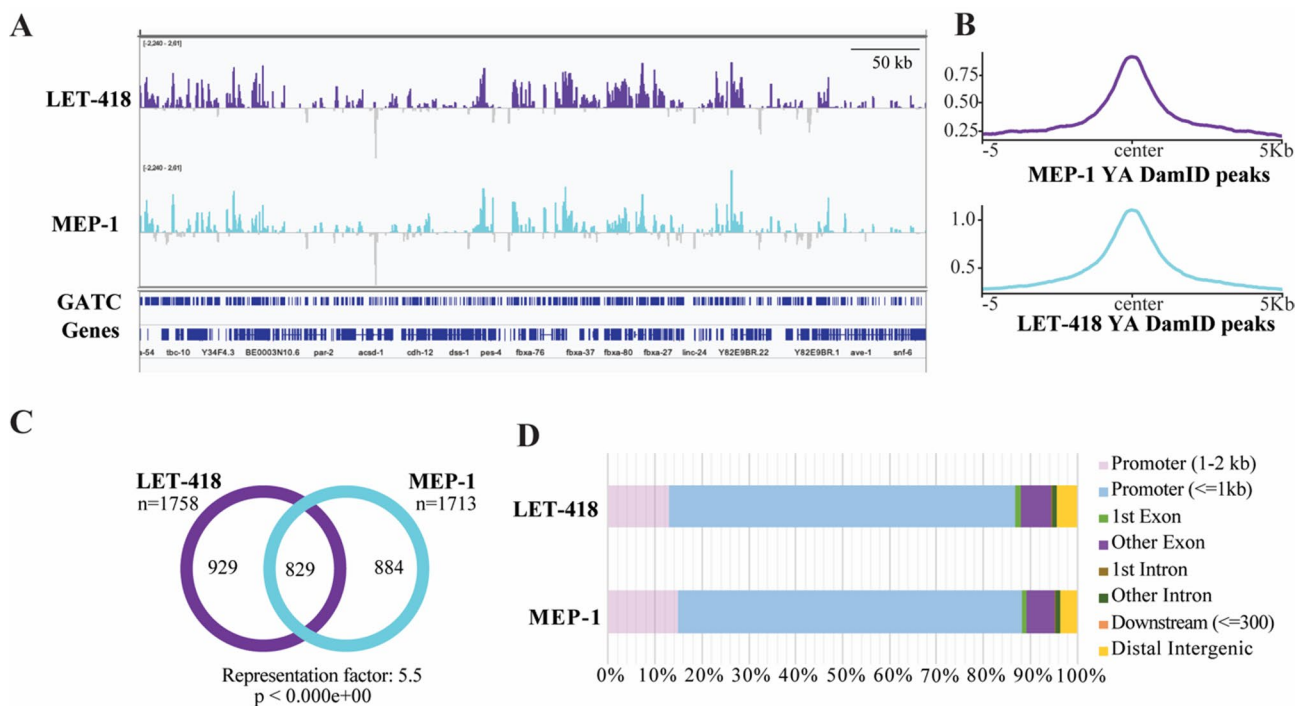 A
[-2,240 - 2,61]
50 kb
LET-418
[-2,240 - 2,61]
MEP-1
GATC
Genes
s-54 tbc-10 Y34F4.3 BE0003N10.6 par-2 acsd-1 cdh-12 dss-1 pes-4 fbxa-76 fbxa-37 fbxa-80 fbxa-27 linc-24 Y82E9BR.22 Y82E9BR.1 ave-1 snf-6
B
0.75
0.50
0.25
-5 center 5Kb
MEP-1 YA DamID peaks
1.0
0.5
-5 center 5Kb
LET-418 YA DamID peaks
C
LET-418 MEP-1
n=1758 n=1713
929 829 884
Representation factor: 5.5
p < 0.000e+00
D
LET-418
MEP-1
0% 10% 20% 30% 40% 50% 60% 70% 80% 90% 100%
Promoter (1-2 kb)
Promoter (<=1kb)
1st Exon
Other Exon
1st Intron
Other Intron
Downstream (<=300)
Distal Intergenic